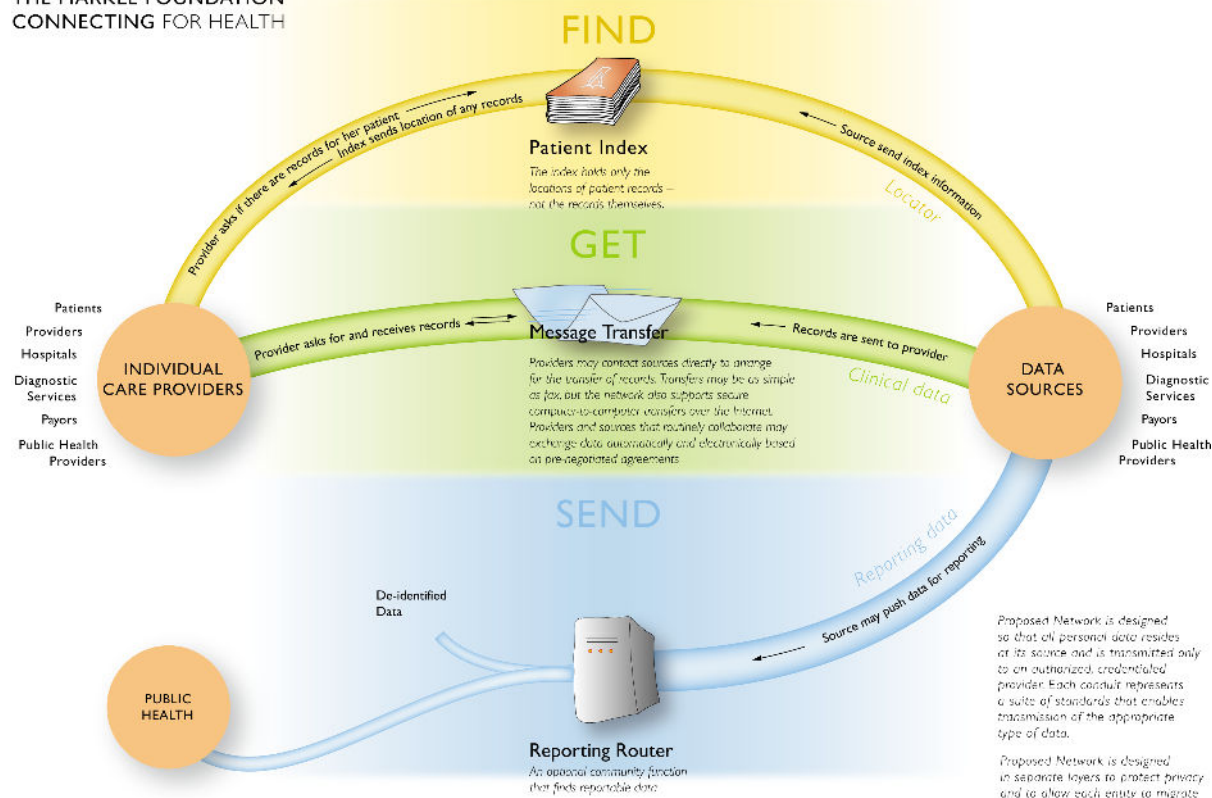 THE MARKLE FOUNDATION
CONNECTING FOR HEALTH
FIND
Provider asks if there are records for her patient
Index sends location of any records
Source send index information
Locator
Patient Index
The index holds only the
locations of patient records –
not the records themselves.
GET
Patients
Providers
Hospitals
Diagnostic
Services
Payors
Public Health
Providers
INDIVIDUAL
CARE PROVIDERS
Provider asks for and receives records
Message Transfer
Records are sent to provider
Clinical data
Providers may contact sources directly to arrange
for the transfer of records. Transfers may be as simple
as fax, but the network also supports secure
computer-to-computer transfers over the Internet.
Providers and sources that routinely collaborate may
exchange data automatically and electronically based
on pre-negotiated agreements
DATA
SOURCES
Patients
Providers
Hospitals
Diagnostic
Services
Payors
Public Health
Providers
SEND
Reporting data
Source may push data for reporting
De-identified
Data
PUBLIC
HEALTH
Reporting Router
An optional community function
that finds reportable data
Proposed Network is designed
so that all personal data resides
at its source and is transmitted only
to an authorized, credentialed
provider. Each conduit represents
a suite of standards that enables
transmission of the appropriate
type of data.
Proposed Network is designed
in separate layers to protect privacy
and to allow each entity to migrate